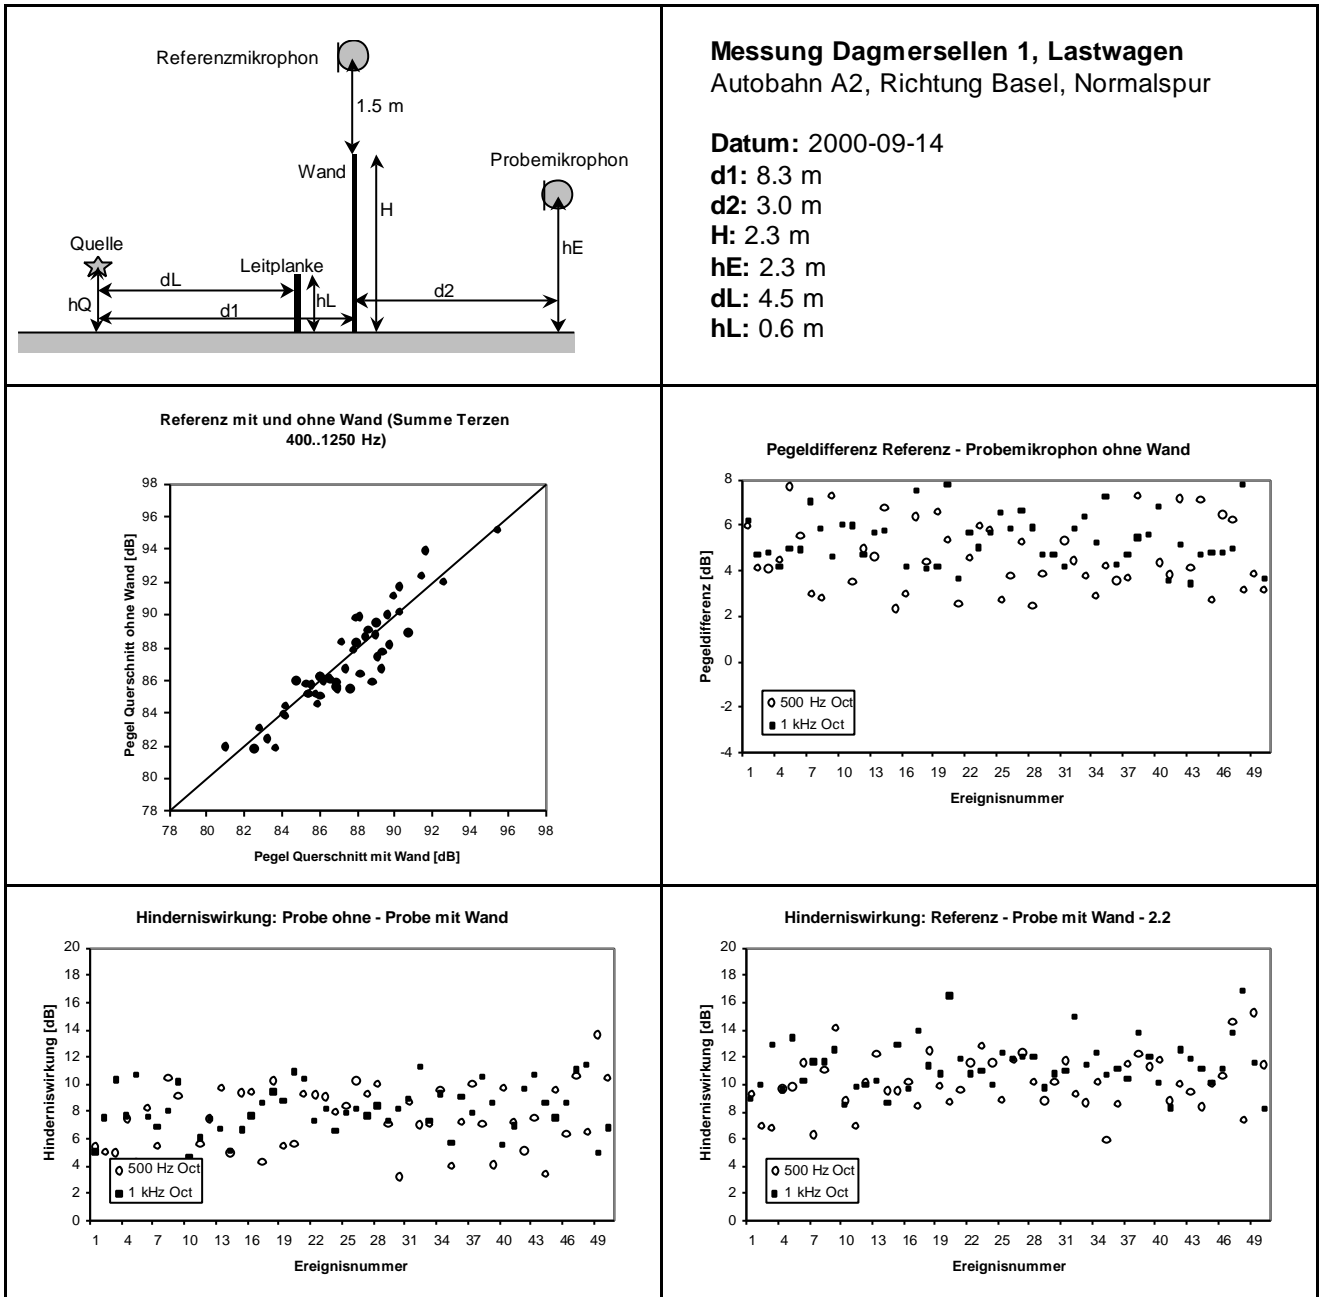 Referenzmikrophon
1.5 m
Wand
Probemikrophon
H
hE
Quelle
Leitplanke
dL
hL
d2
hQ
d1
Messung Dagmersellen 1, Lastwagen
Autobahn A2, Richtung Basel, Normalspur
Datum: 2000-09-14
d1: 8.3 m
d2: 3.0 m
H: 2.3 m
hE: 2.3 m
dL: 4.5 m
hL: 0.6 m
Referenz mit und ohne Wand (Summe Terzen
400..1250 Hz)
Pegel Querschnitt ohne Wand [dB]
98
96
94
92
90
88
86
84
82
80
78
78 80 82 84 86 88 90 92 94 96 98
Pegel Querschnitt mit Wand [dB]
Pegeldifferenz Referenz - Probemikrophon ohne Wand
Pegeldifferenz [dB]
8
6
4
2
0
-2
-4
500 Hz Oct
1 kHz Oct
1 4 7 10 13 16 19 22 25 28 31 34 37 40 43 46 49
Ereignisnummer
Hinderniswirkung: Probe ohne - Probe mit Wand
Hinderniswirkung [dB]
20
18
16
14
12
10
8
6
4
2
0
500 Hz Oct
1 kHz Oct
1 4 7 10 13 16 19 22 25 28 31 34 37 40 43 46 49
Ereignisnummer
Hinderniswirkung: Referenz - Probe mit Wand - 2.2
Hinderniswirkung [dB]
20
18
16
14
12
10
8
6
4
2
0
500 Hz Oct
1 kHz Oct
1 4 7 10 13 16 19 22 25 28 31 34 37 40 43 46 49
Ereignisnummer